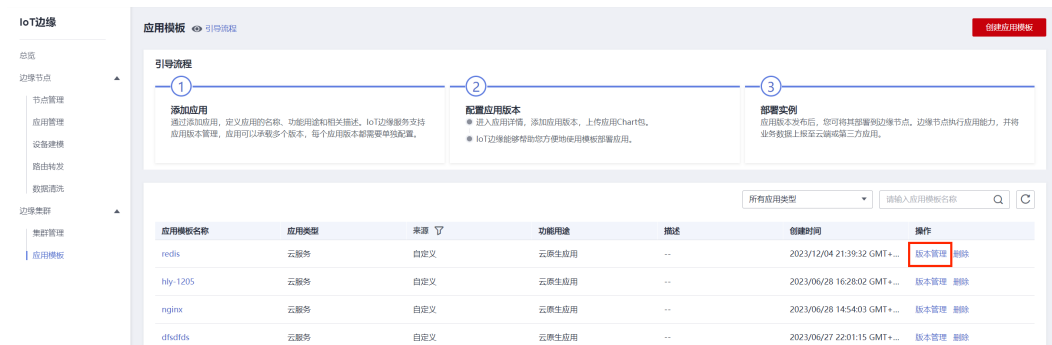 IoT边缘
总览
边缘节点
节点管理
应用管理
设备建模
路由转发
数据清洗
边缘集群
集群管理
应用模板
应用模板 引导流程
创建应用模板
引导流程
1
添加应用
通过添加应用，定义应用的名称、功能用途和相关描述。IoT边缘服务支持
应用版本管理，应用可以承载多个版本，每个应用版本都需要单独配置。
2
配置应用版本
进入应用详情，添加应用版本，上传应用Chart包。
IoT边缘能够帮助您方便地使用模板部署应用。
3
部署实例
应用版本发布后，您可将其部署到边缘节点。边缘节点执行应用能力，并将
业务数据上报至云端或第三方应用。
所有应用类型 请输入应用模板名称
应用模板名称 应用类型 来源 功能用途 描述 创建时间 操作
redis 云服务 自定义 云原生应用 -- 2023/12/04 21:39:32 GMT+... 版本管理 删除
hly-1205 云服务 自定义 云原生应用 -- 2023/06/28 16:28:02 GMT+... 版本管理 删除
nginx 云服务 自定义 云原生应用 -- 2023/06/28 14:54:03 GMT+... 版本管理 删除
dfsdfds 云服务 自定义 云原生应用 -- 2023/06/27 22:01:15 GMT+... 版本管理 删除